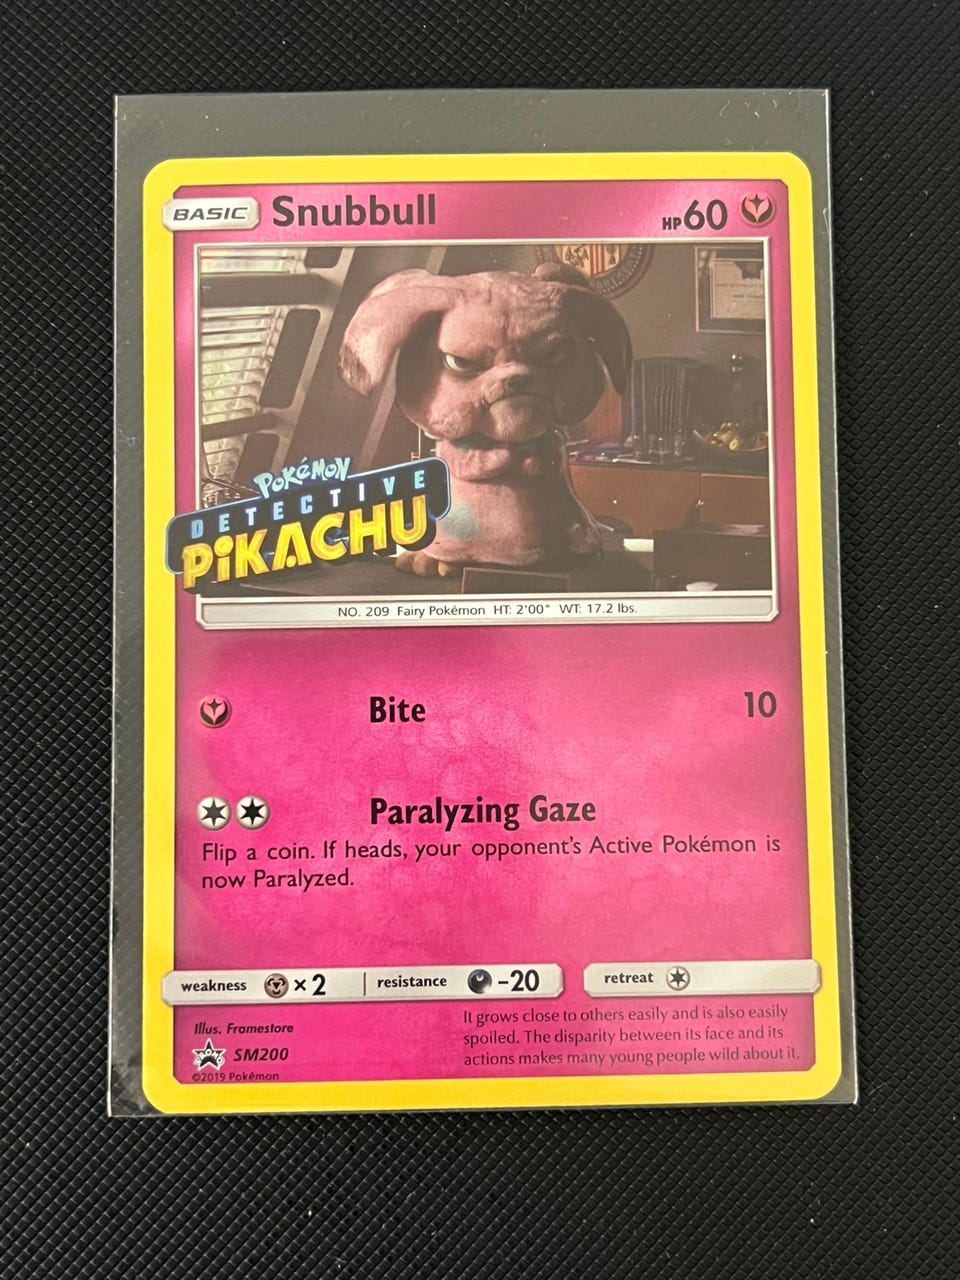 BASIC Snubbull HP60
POKéMON
DETECTIVE
PiKACHU
NO. 209 Fairy Pokémon HT: 2'00" WT: 17.2 lbs.
Bite 10
Paralyzing Gaze
Flip a coin. If heads, your opponent's Active Pokémon is
now Paralyzed.
weakness ×2 resistance -20 retreat
Illus. Framestore
PROMO SM200
©2019 Pokémon
It grows close to others easily and is also easily
spoiled. The disparity between its face and its
actions makes many young people wild about it.